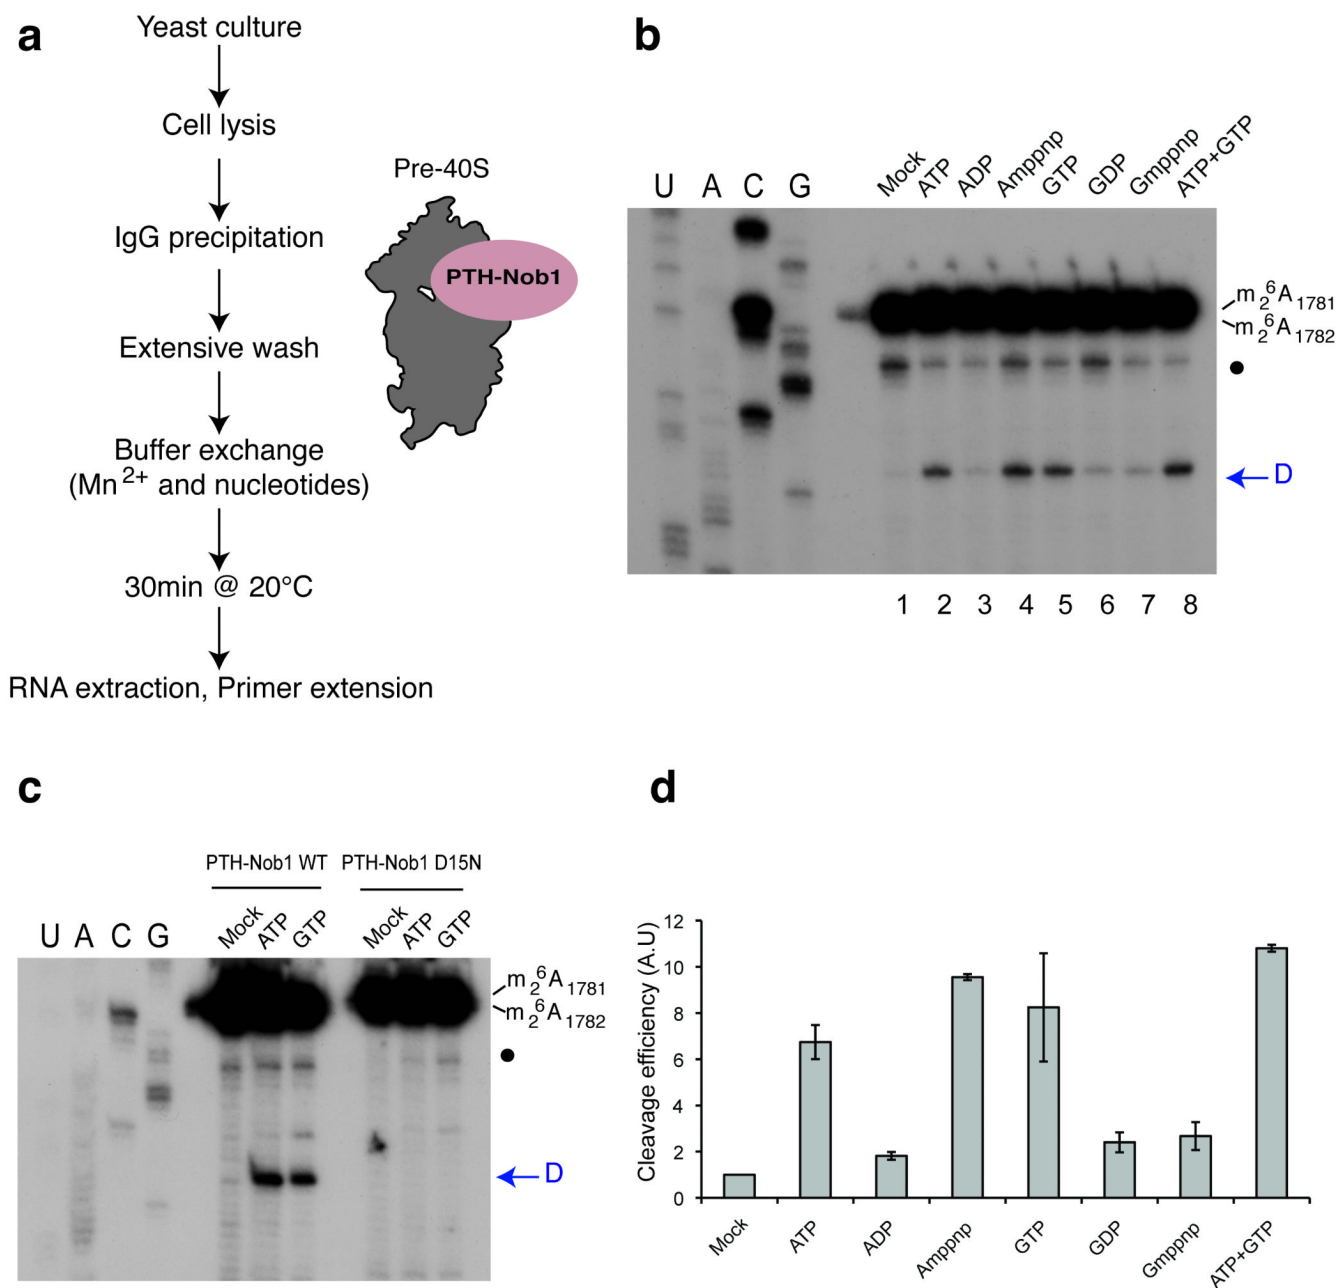 a
Yeast culture
Cell lysis
IgG precipitation
Extensive wash
Buffer exchange
(Mn2+ and nucleotides)
30min @ 20°C
RNA extraction, Primer extension
Pre-40S
PTH-Nob1
b
U A C G Mock ATP ADP Amppnp GTP GDP Gmppnp ATP+GTP
m26A1781
m26A1782
D
1 2 3 4 5 6 7 8
c
PTH-Nob1 WT PTH-Nob1 D15N
U A C G Mock ATP GTP Mock ATP GTP
m26A1781
m26A1782
D
d
Cleavage efficiency (A.U)
12
10
8
6
4
2
0
Mock ATP ADP Amppnp GTP GDP Gmppnp ATP+GTP